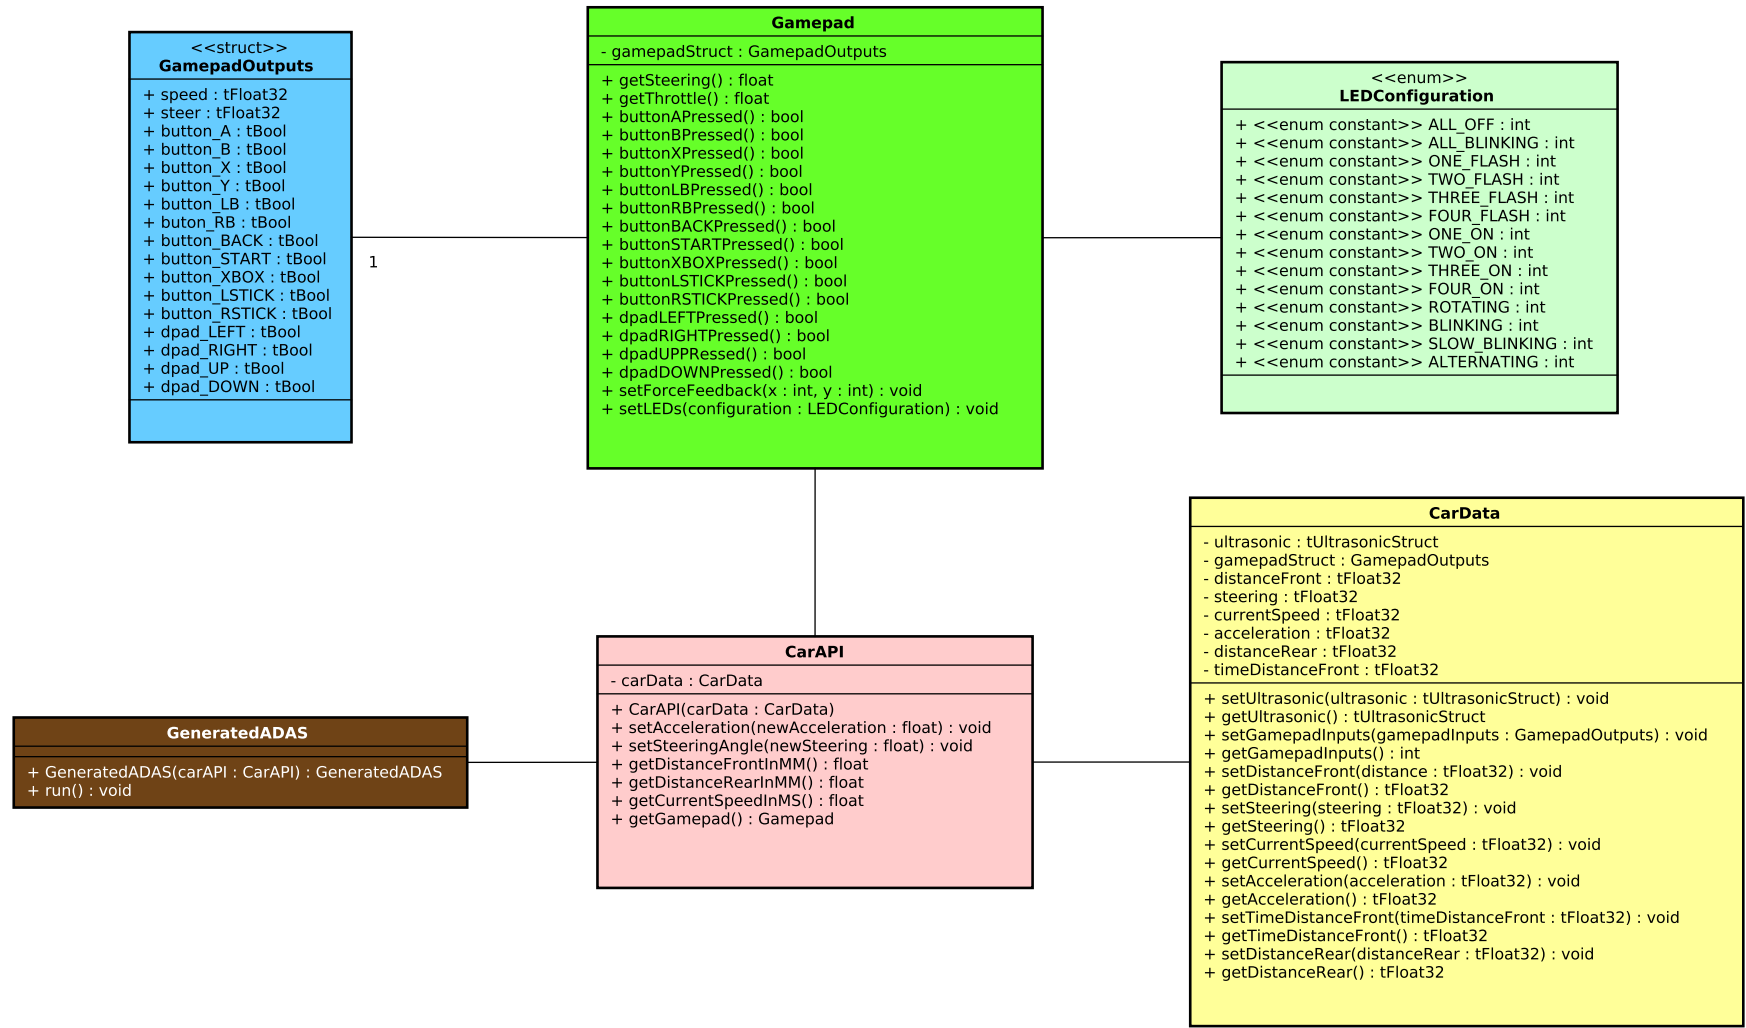 <<struct>>
GamepadOutputs
+ speed : tFloat32
+ steer : tFloat32
+ button_A : tBool
+ button_B : tBool
+ button_X : tBool
+ button_Y : tBool
+ button_LB : tBool
+ buton_RB : tBool
+ button_BACK : tBool
+ button_START : tBool
+ button_XBOX : tBool
+ button_LSTICK : tBool
+ button_RSTICK : tBool
+ dpad_LEFT : tBool
+ dpad_RIGHT : tBool
+ dpad_UP : tBool
+ dpad_DOWN : tBool
1
Gamepad
- gamepadStruct : GamepadOutputs
+ getSteering() : float
+ getThrottle() : float
+ buttonAPressed() : bool
+ buttonBPressed() : bool
+ buttonXPressed() : bool
+ buttonYPressed() : bool
+ buttonLBPressed() : bool
+ buttonRBPressed() : bool
+ buttonBACKPressed() : bool
+ buttonSTARTPressed() : bool
+ buttonXBOXPressed() : bool
+ buttonLSTICKPressed() : bool
+ buttonRSTICKPressed() : bool
+ dpadLEFTPressed() : bool
+ dpadRIGHTPressed() : bool
+ dpadUPPRessed() : bool
+ dpadDOWNPressed() : bool
+ setForceFeedback(x : int, y : int) : void
+ setLEDs(configuration : LEDConfiguration) : void
<<enum>>
LEDConfiguration
+ <<enum constant>> ALL_OFF : int
+ <<enum constant>> ALL_BLINKING : int
+ <<enum constant>> ONE_FLASH : int
+ <<enum constant>> TWO_FLASH : int
+ <<enum constant>> THREE_FLASH : int
+ <<enum constant>> FOUR_FLASH : int
+ <<enum constant>> ONE_ON : int
+ <<enum constant>> TWO_ON : int
+ <<enum constant>> THREE_ON : int
+ <<enum constant>> FOUR_ON : int
+ <<enum constant>> ROTATING : int
+ <<enum constant>> BLINKING : int
+ <<enum constant>> SLOW_BLINKING : int
+ <<enum constant>> ALTERNATING : int
GeneratedADAS
+ GeneratedADAS(carAPI : CarAPI) : GeneratedADAS
+ run() : void
CarAPI
- carData : CarData
+ CarAPI(carData : CarData)
+ setAcceleration(newAcceleration : float) : void
+ setSteeringAngle(newSteering : float) : void
+ getDistanceFrontInMM() : float
+ getDistanceRearInMM() : float
+ getCurrentSpeedInMS() : float
+ getGamepad() : Gamepad
CarData
- ultrasonic : tUltrasonicStruct
- gamepadStruct : GamepadOutputs
- distanceFront : tFloat32
- steering : tFloat32
- currentSpeed : tFloat32
- acceleration : tFloat32
- distanceRear : tFloat32
- timeDistanceFront : tFloat32
+ setUltrasonic(ultrasonic : tUltrasonicStruct) : void
+ getUltrasonic() : tUltrasonicStruct
+ setGamepadInputs(gamepadInputs : GamepadOutputs) : void
+ getGamepadInputs() : int
+ setDistanceFront(distance : tFloat32) : void
+ getDistanceFront() : tFloat32
+ setSteering(steering : tFloat32) : void
+ getSteering() : tFloat32
+ setCurrentSpeed(currentSpeed : tFloat32) : void
+ getCurrentSpeed() : tFloat32
+ setAcceleration(acceleration : tFloat32) : void
+ getAcceleration() : tFloat32
+ setTimeDistanceFront(timeDistanceFront : tFloat32) : void
+ getTimeDistanceFront() : tFloat32
+ setDistanceRear(distanceRear : tFloat32) : void
+ getDistanceRear() : tFloat32